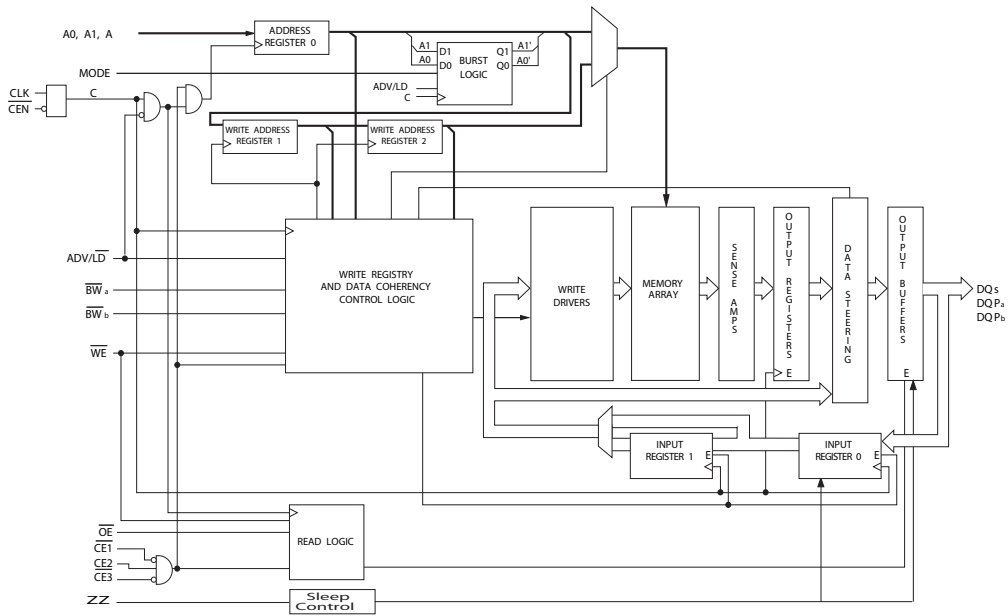 A0, A1, A
ADDRESS
REGISTER 0
MODE
A1
A0
D1
D0
BURST
LOGIC
Q1
Q0
A1'
A0'
ADV/LD
C
CLK
CEN
C
WRITE ADDRESS
REGISTER 1
WRITE ADDRESS
REGISTER 2
ADV/LD
BW a
BW b
WE
WRITE REGISTRY
AND DATA COHERENCY
CONTROL LOGIC
WRITE
DRIVERS
MEMORY
ARRAY
SENSE AMPS
OUTPUT REGISTERS
E
DATA STEERING
OUTPUT BUFFERS
E
DQs
DQPa
DQPb
INPUT
REGISTER 1
E
INPUT
REGISTER 0
E
OE
CE1
CE2
CE3
READ LOGIC
ZZ
Sleep
Control